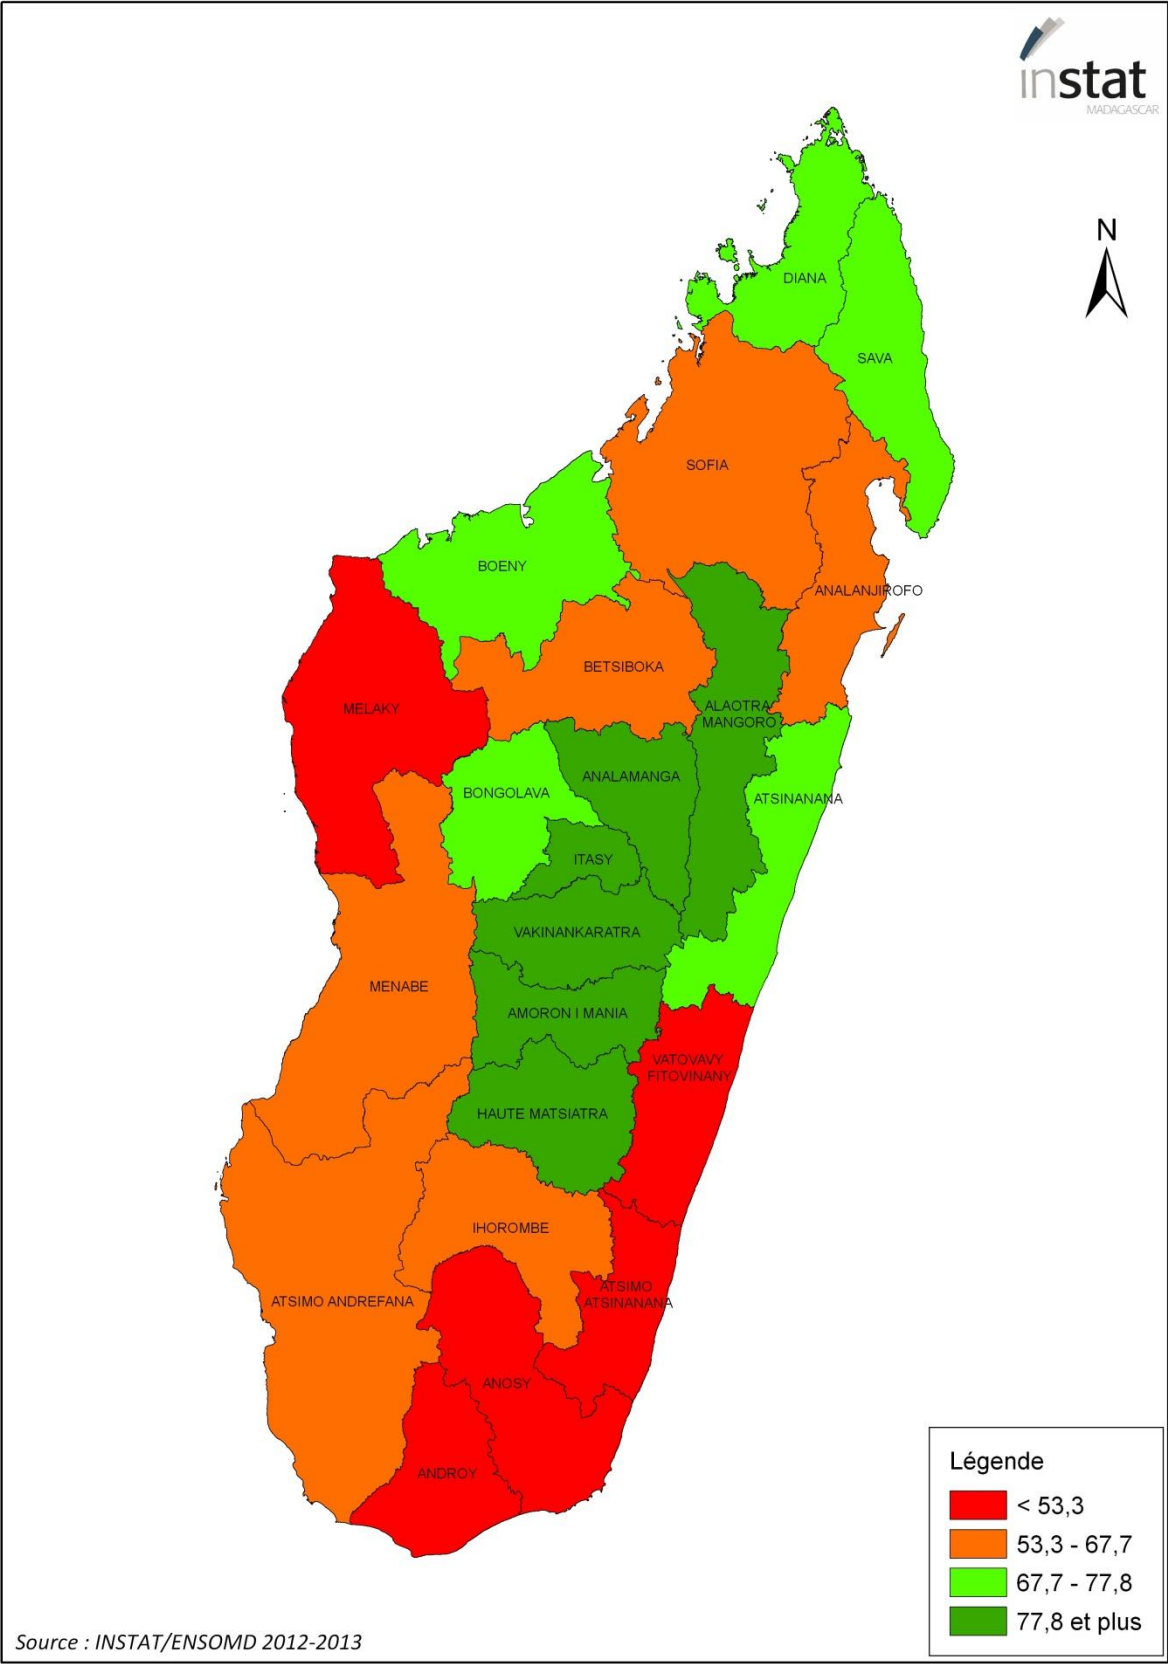 instat
MADAGASCAR
N
DIANA
SAVA
SOFIA
BOENY
ANALANJIROFO
BETSIBOKA
MELAKY
ALAOTRA
MANGORO
ANALAMANGA
BONGOLAVA
ATSINANANA
ITASY
VAKINANKARATRA
MENABE
AMORON I MANIA
VATOVAVY
FITOVINANY
HAUTE MATSIATRA
IHOROMBE
ATSIMO
ATSINANANA
ATSIMO ANDREFANA
ANOSY
ANDROY
Légende
< 53,3
53,3 - 67,7
67,7 - 77,8
77,8 et plus
Source : INSTAT/ENSOMD 2012-2013